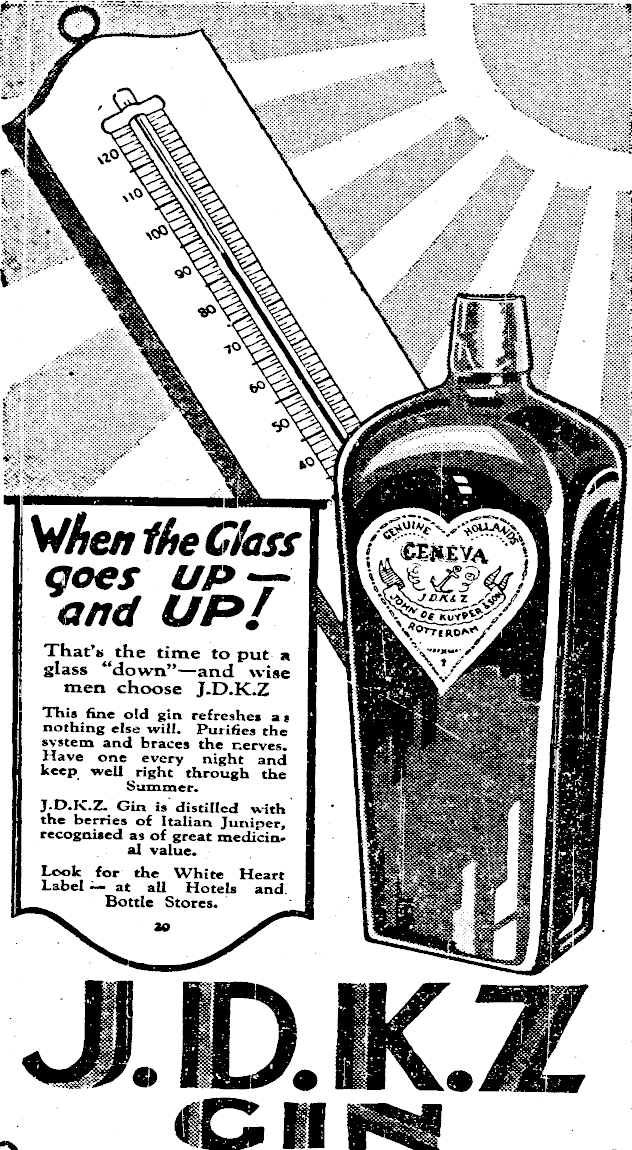 120
110
100
90
80
70
60
50
40
When the Glass
goes UP—
and UP!
That's the time to put a
glass "down"—and wise
men choose J.D.K.Z
This fine old gin refreshes as
nothing else will. Purifies the
system and braces the nerves.
Have one every night and
keep well right through the
Summer.
J.D.K.Z. Gin is distilled with
the berries of Italian Juniper,
recognised as of great medicin-
al value.
Look for the White Heart
Label — at all Hotels and
Bottle Stores.
20
GENUINE HOLLANDS
GENEVA
J.D.K & Z
JOHN DE KUYPER & SON
ROTTERDAM
J.D.K.Z
GIN